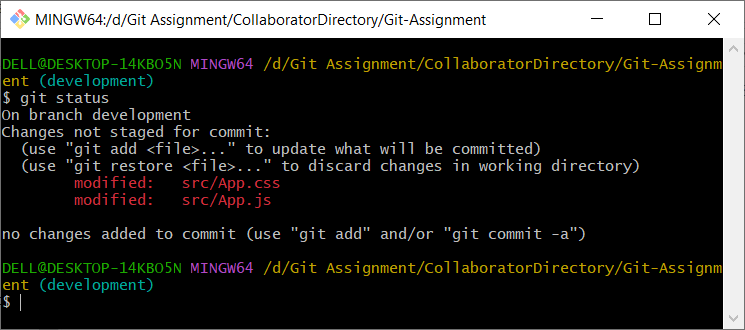 MINGW64:/d/Git Assignment/CollaboratorDirectory/Git-Assignment
DELL@DESKTOP-14KBO5N MINGW64 /d/Git Assignment/CollaboratorDirectory/Git-Assignm
ent (development)
$ git status
On branch development
Changes not staged for commit:
  (use "git add <file>..." to update what will be committed)
  (use "git restore <file>..." to discard changes in working directory)
        modified:   src/App.css
        modified:   src/App.js
no changes added to commit (use "git add" and/or "git commit -a")
DELL@DESKTOP-14KBO5N MINGW64 /d/Git Assignment/CollaboratorDirectory/Git-Assignm
ent (development)
$